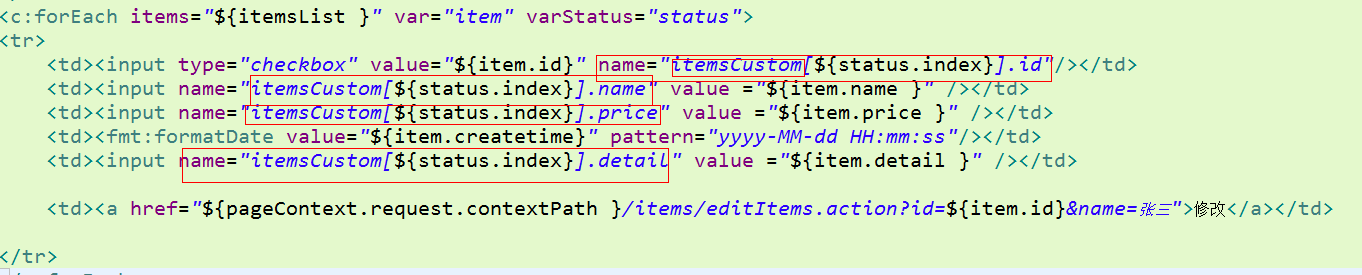 <c:forEach items="${itemsList }" var="item" varStatus="status">
<tr>
<td><input type="checkbox" value="${item.id}" name="itemsCustom[${status.index}].id"/></td>
<td><input name="itemsCustom[${status.index}].name" value ="${item.name }" /></td>
<td><input name="itemsCustom[${status.index}].price" value ="${item.price }" /></td>
<td><fmt:formatDate value="${item.createtime}" pattern="yyyy-MM-dd HH:mm:ss"/></td>
<td><input name="itemsCustom[${status.index}].detail" value ="${item.detail }" /></td>
<td><a href="${pageContext.request.contextPath }/items/editItems.action?id=${item.id}&name=张三">修改</a></td>
</tr>